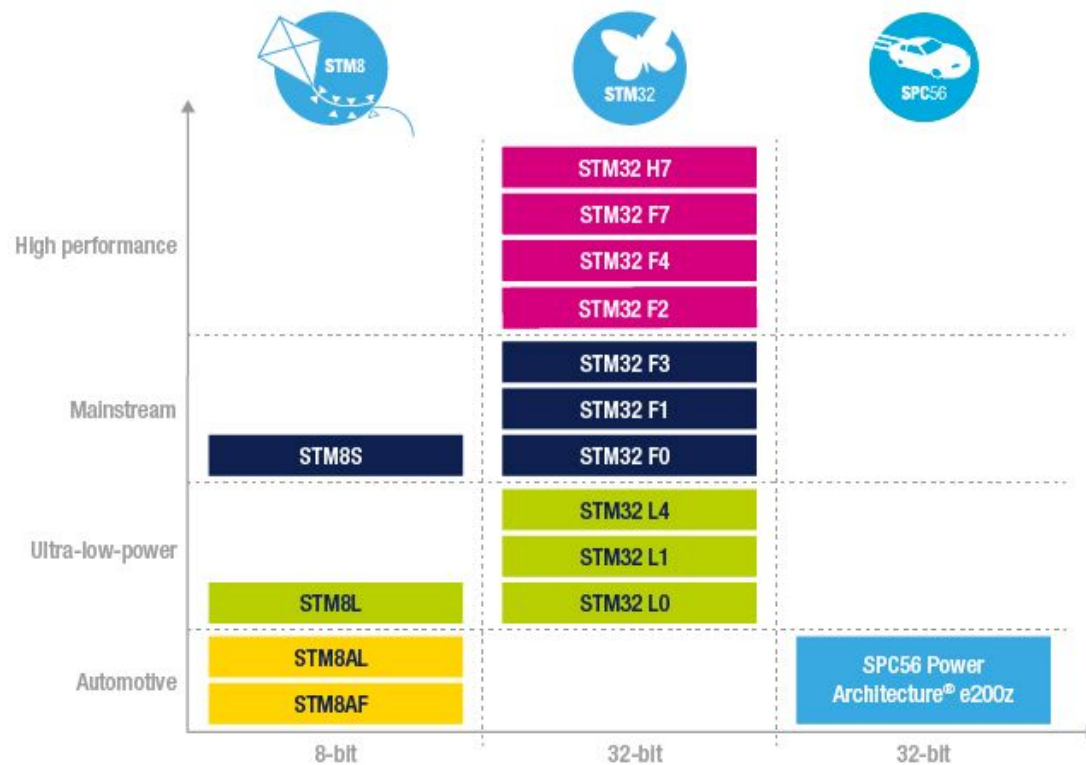 STM8
STM32
SPC56
High performance
STM32 H7
STM32 F7
STM32 F4
STM32 F2
Mainstream
STM32 F3
STM32 F1
STM8S
STM32 F0
Ultra-low-power
STM32 L4
STM32 L1
STM8L
STM32 L0
Automotive
STM8AL
STM8AF
SPC56 Power
Architecture® e200z
8-bit
32-bit
32-bit